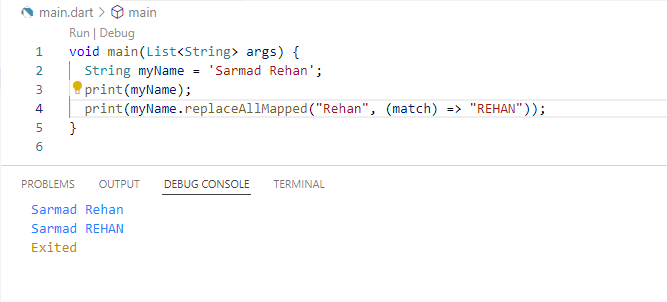 main.dart > main
Run | Debug
1 void main(List<String> args) {
2 String myName = 'Sarmad Rehan';
3 print(myName);
4 print(myName.replaceAllMapped("Rehan", (match) => "REHAN"));
5 }
6
PROBLEMS OUTPUT DEBUG CONSOLE TERMINAL
Sarmad Rehan
Sarmad REHAN
Exited